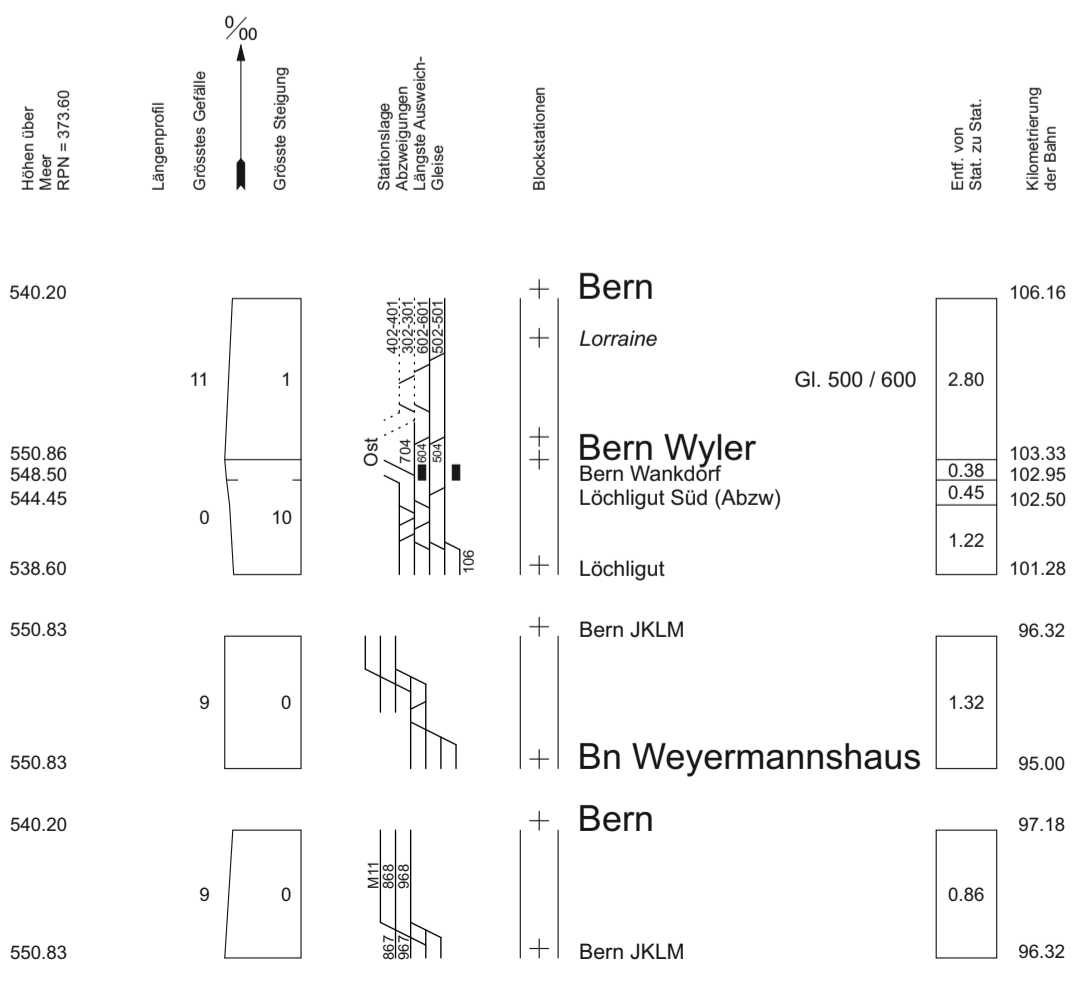 0/00
Höhen über
Meer
RPN = 373.60
Längenprofil
Grösstes Gefälle
Grösste Steigung
Stationslage
Abzweigungen
Längste Ausweich-
Gleise
Blockstationen
Entf. von
Stat. zu Stat.
Kilometrierung
der Bahn
540.20 Bern 106.16
402-401 302-301 602-601 502-501
Lorraine
11 1 Gl. 500 / 600 2.80
Ost 704 604 504
550.86 Bern Wyler 103.33
548.50 Bern Wankdorf 0.38 102.95
544.45 Löchligut Süd (Abzw) 0.45 102.50
0 10
1.22
106
538.60 Löchligut 101.28
550.83 Bern JKLM 96.32
9 0 1.32
550.83 Bn Weyermannshaus 95.00
540.20 Bern 97.18
M11 868 968
9 0 0.86
867 967
550.83 Bern JKLM 96.32